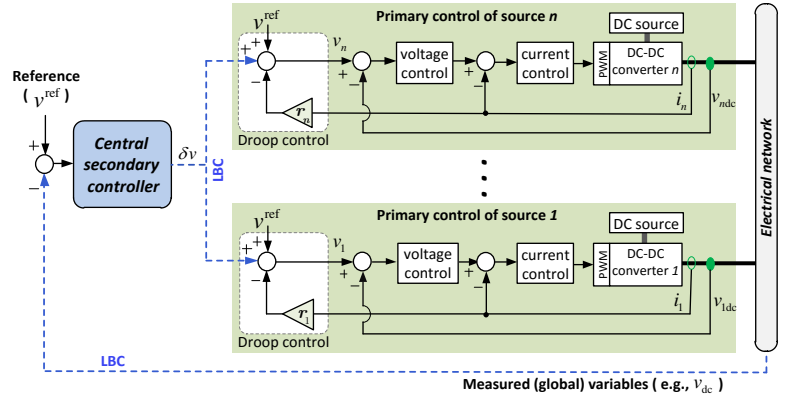 Primary control of source n
v^ref
DC source
v_n
voltage control
current control
PWM
DC-DC converter n
r_n
i_n
v_ndc
Droop control
Reference
( v^ref )
Central secondary controller
δv
LBC
Electrical network
Primary control of source 1
v^ref
DC source
v_1
voltage control
current control
PWM
DC-DC converter 1
r_1
i_1
v_1dc
Droop control
LBC
Measured (global) variables ( e.g., v_dc )